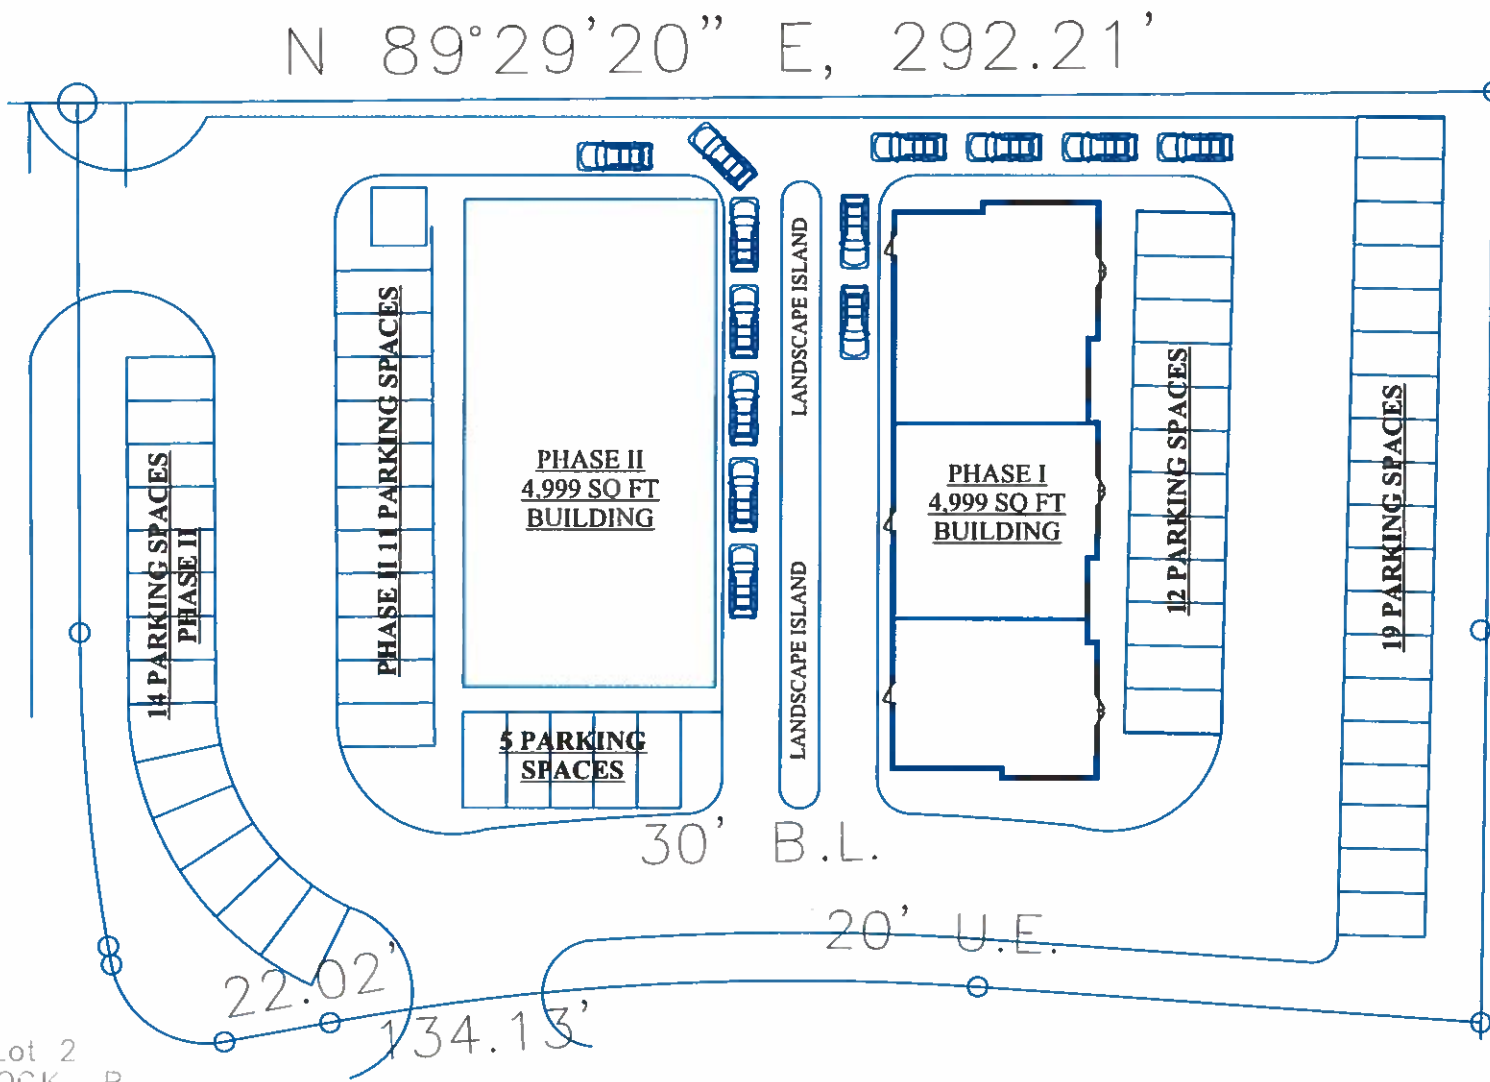 N 89°29'20" E, 292.21'
LANDSCAPE ISLAND
LANDSCAPE ISLAND
PHASE II 11 PARKING SPACES
14 PARKING SPACES
PHASE II
PHASE II
4,999 SQ FT
BUILDING
PHASE I
4,999 SQ FT
BUILDING
12 PARKING SPACES
19 PARKING SPACES
5 PARKING
SPACES
30' B.L.
20' U.E.
22.02'
134.13'
Lot 2